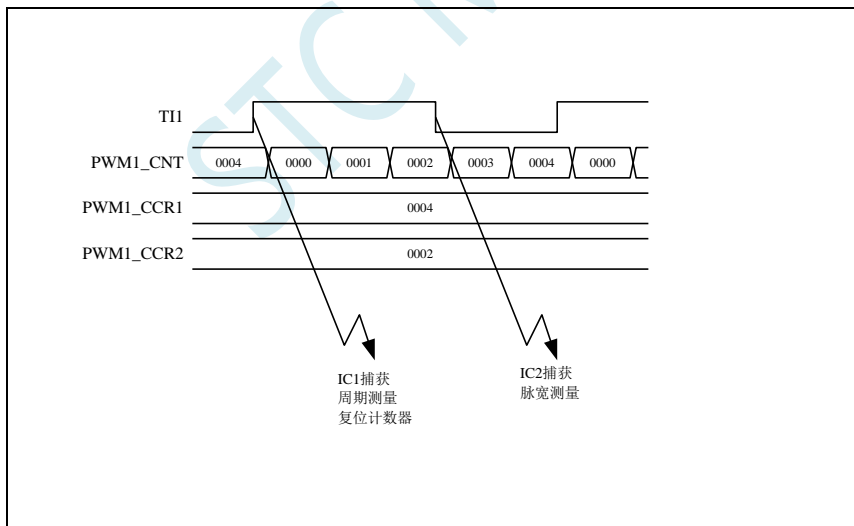 STC M
TI1
PWM1_CNT 0004 0000 0001 0002 0003 0004 0000
PWM1_CCR1 0004
PWM1_CCR2 0002
IC1捕获
周期测量
复位计数器
IC2捕获
脉宽测量